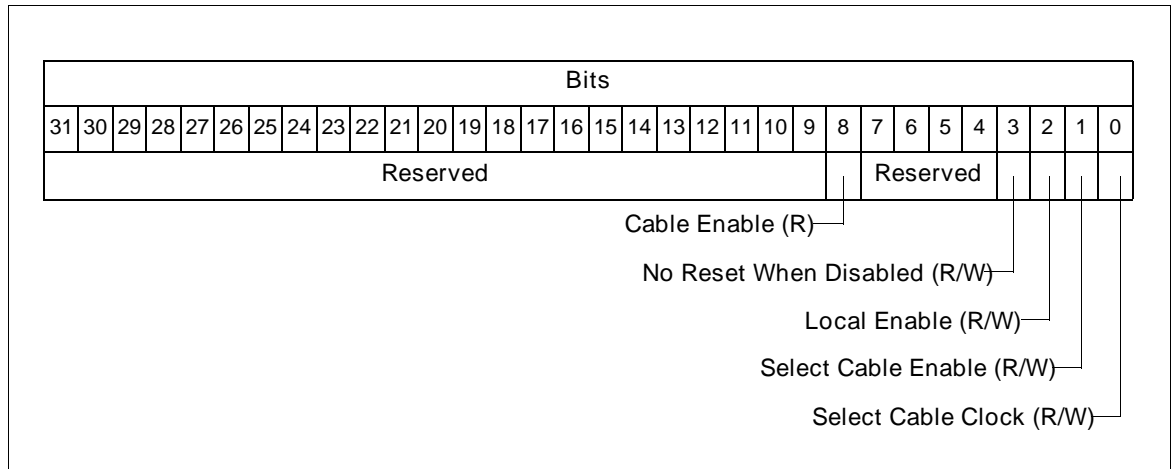 Bits
31 30 29 28 27 26 25 24 23 22 21 20 19 18 17 16 15 14 13 12 11 10 9 8 7 6 5 4 3 2 1 0
Reserved Reserved
Cable Enable (R)
No Reset When Disabled (R/W)
Local Enable (R/W)
Select Cable Enable (R/W)
Select Cable Clock (R/W)